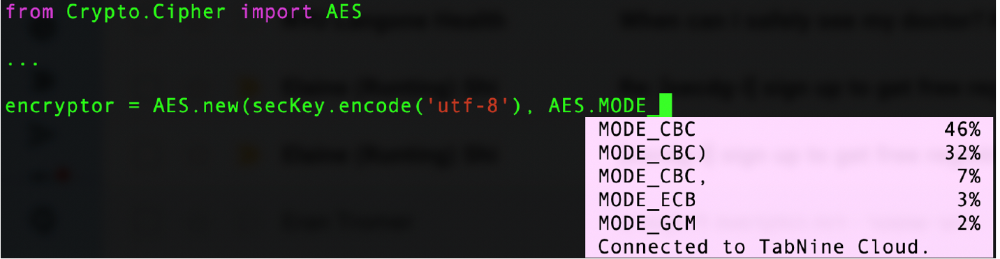 from Crypto.Cipher import AES
...
encryptor = AES.new(secKey.encode('utf-8'), AES.MODE_
MODE_CBC 46%
MODE_CBC) 32%
MODE_CBC, 7%
MODE_ECB 3%
MODE_GCM 2%
Connected to TabNine Cloud.